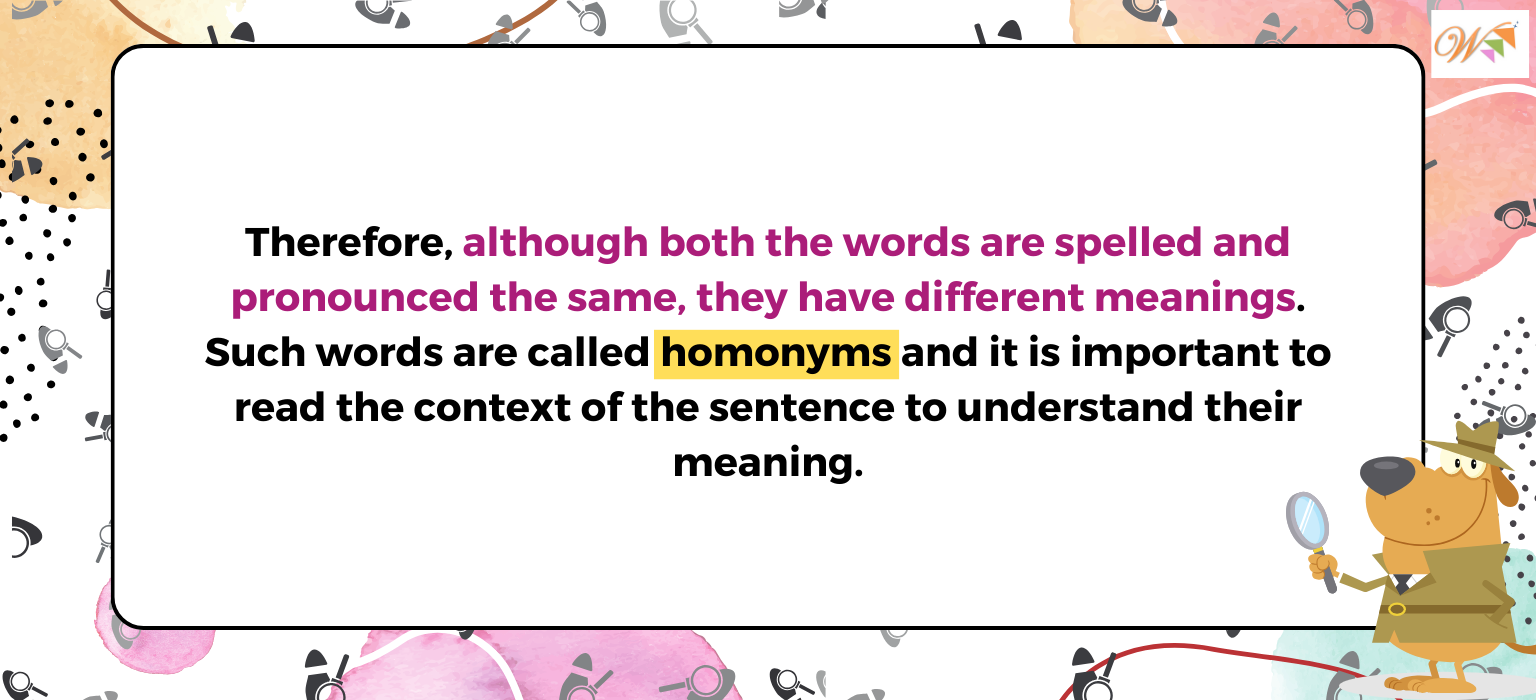 W
Therefore, although both the words are spelled and
pronounced the same, they have different meanings.
Such words are called homonyms and it is important to
read the context of the sentence to understand their
meaning.